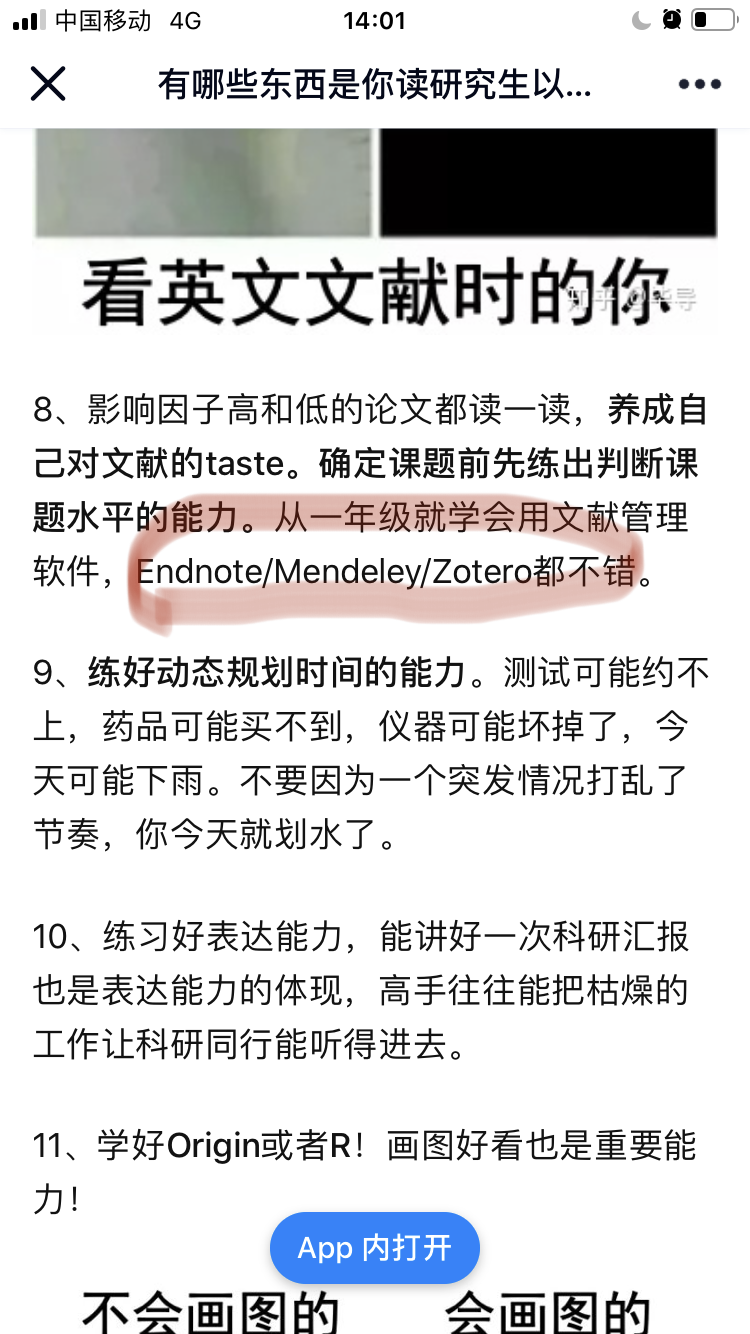 中国移动 4G 14:01
有哪些东西是你读研究生以...
看英文文献时的你
知乎 @毕导
8、影响因子高和低的论文都读一读，养成自
己对文献的taste。确定课题前先练出判断课
题水平的能力。从一年级就学会用文献管理
软件，Endnote/Mendeley/Zotero都不错。
9、练好动态规划时间的能力。测试可能约不
上，药品可能买不到，仪器可能坏掉了，今
天可能下雨。不要因为一个突发情况打乱了
节奏，你今天就划水了。
10、练习好表达能力，能讲好一次科研汇报
也是表达能力的体现，高手往往能把枯燥的
工作让科研同行能听得进去。
11、学好Origin或者R！画图好看也是重要能
力！
App 内打开
不会画图的 会画图的